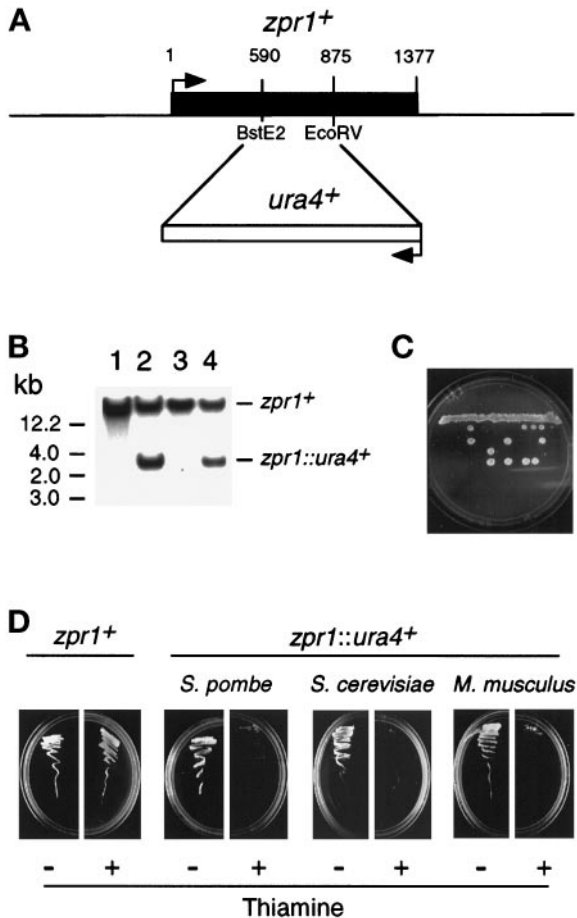 A
zpr1+
1 590 875 1377
BstE2 EcoRV
ura4+
B
1 2 3 4
kb
zpr1+
12.2
4.0
zpr1::ura4+
2.0
3.0
C
D
zpr1+ zpr1::ura4+
S. pombe S. cerevisiae M. musculus
- + - + - + - +
Thiamine